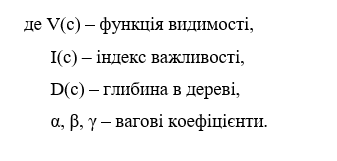 де V(c) – функція видимості,
I(c) – індекс важливості,
D(c) – глибина в дереві,
α, β, γ – вагові коефіцієнти.